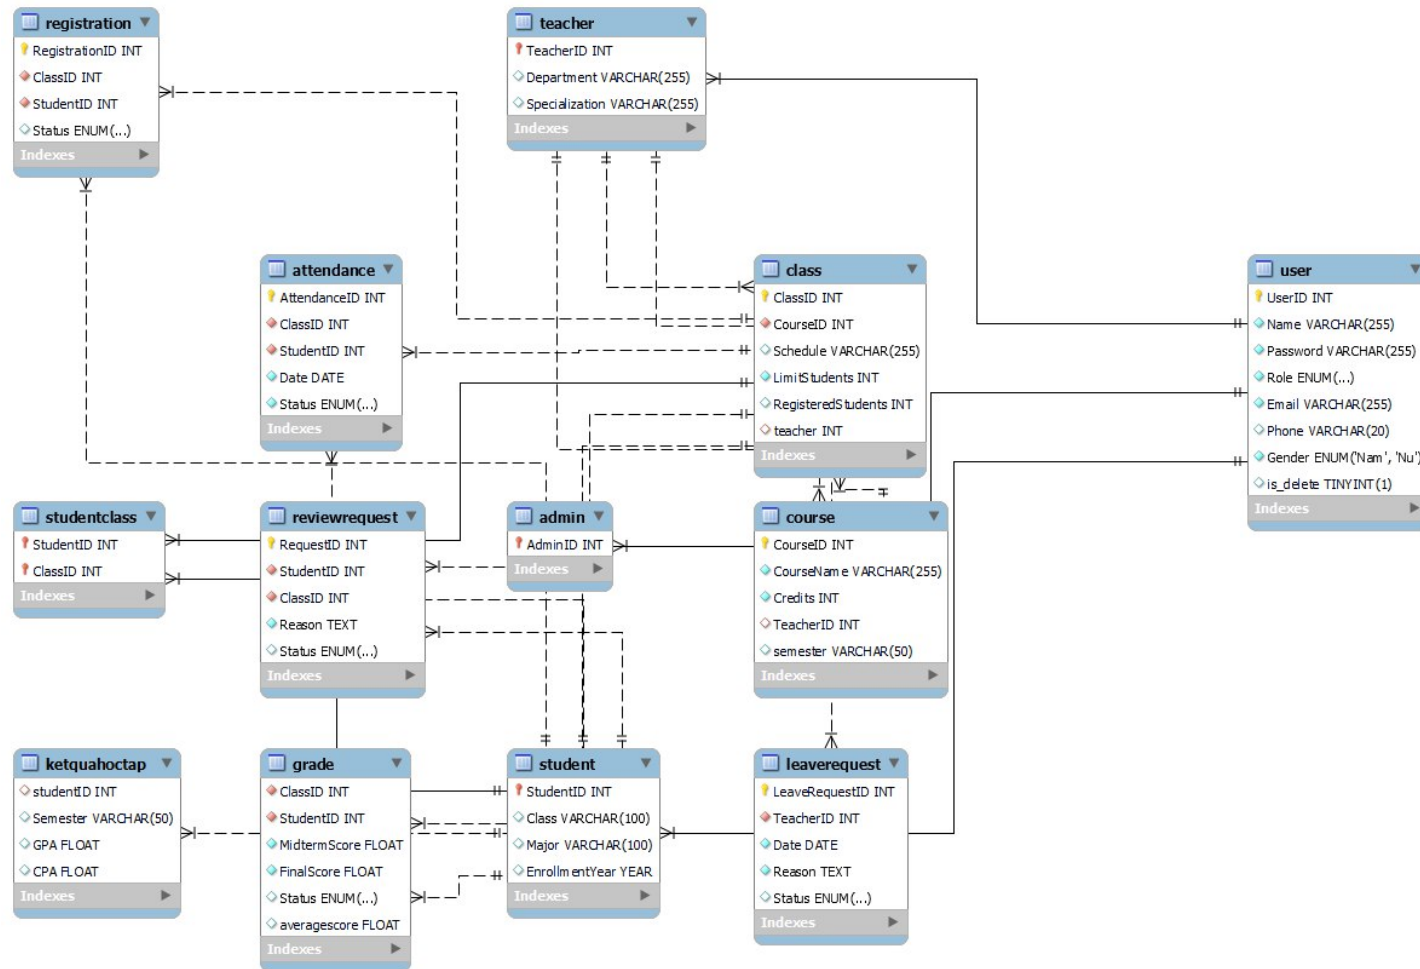 registration
RegistrationID INT
ClassID INT
StudentID INT
Status ENUM(...)
Indexes
teacher
TeacherID INT
Department VARCHAR(255)
Specialization VARCHAR(255)
Indexes
attendance
AttendanceID INT
ClassID INT
StudentID INT
Date DATE
Status ENUM(...)
Indexes
class
ClassID INT
CourseID INT
Schedule VARCHAR(255)
LimitStudents INT
RegisteredStudents INT
teacher INT
Indexes
user
UserID INT
Name VARCHAR(255)
Password VARCHAR(255)
Role ENUM(...)
Email VARCHAR(255)
Phone VARCHAR(20)
Gender ENUM('Nam', 'Nu')
is_delete TINYINT(1)
Indexes
studentclass
StudentID INT
ClassID INT
Indexes
reviewrequest
RequestID INT
StudentID INT
ClassID INT
Reason TEXT
Status ENUM(...)
Indexes
admin
AdminID INT
Indexes
course
CourseID INT
CourseName VARCHAR(255)
Credits INT
TeacherID INT
semester VARCHAR(50)
Indexes
ketquahoctap
studentID INT
Semester VARCHAR(50)
GPA FLOAT
CPA FLOAT
Indexes
grade
ClassID INT
StudentID INT
MidtermScore FLOAT
FinalScore FLOAT
Status ENUM(...)
averagescore FLOAT
Indexes
student
StudentID INT
Class VARCHAR(100)
Major VARCHAR(100)
EnrollmentYear YEAR
Indexes
leaverequest
LeaveRequestID INT
TeacherID INT
Date DATE
Reason TEXT
Status ENUM(...)
Indexes